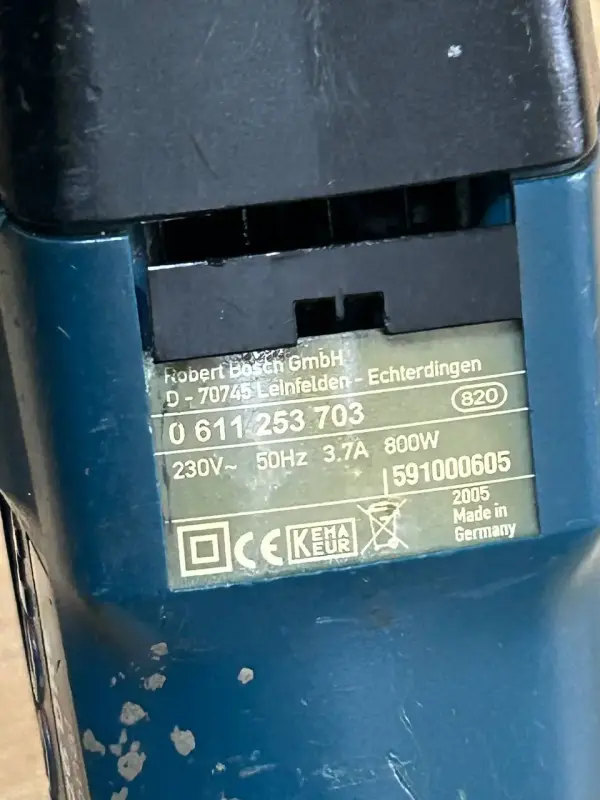 Robert Bosch GmbH
D - 70745 Leinfelden - Echterdingen
0 611 253 703
820
230V~ 50Hz 3.7A 800W
591000605
2005
Made in
Germany
CE
KEMA
KEUR